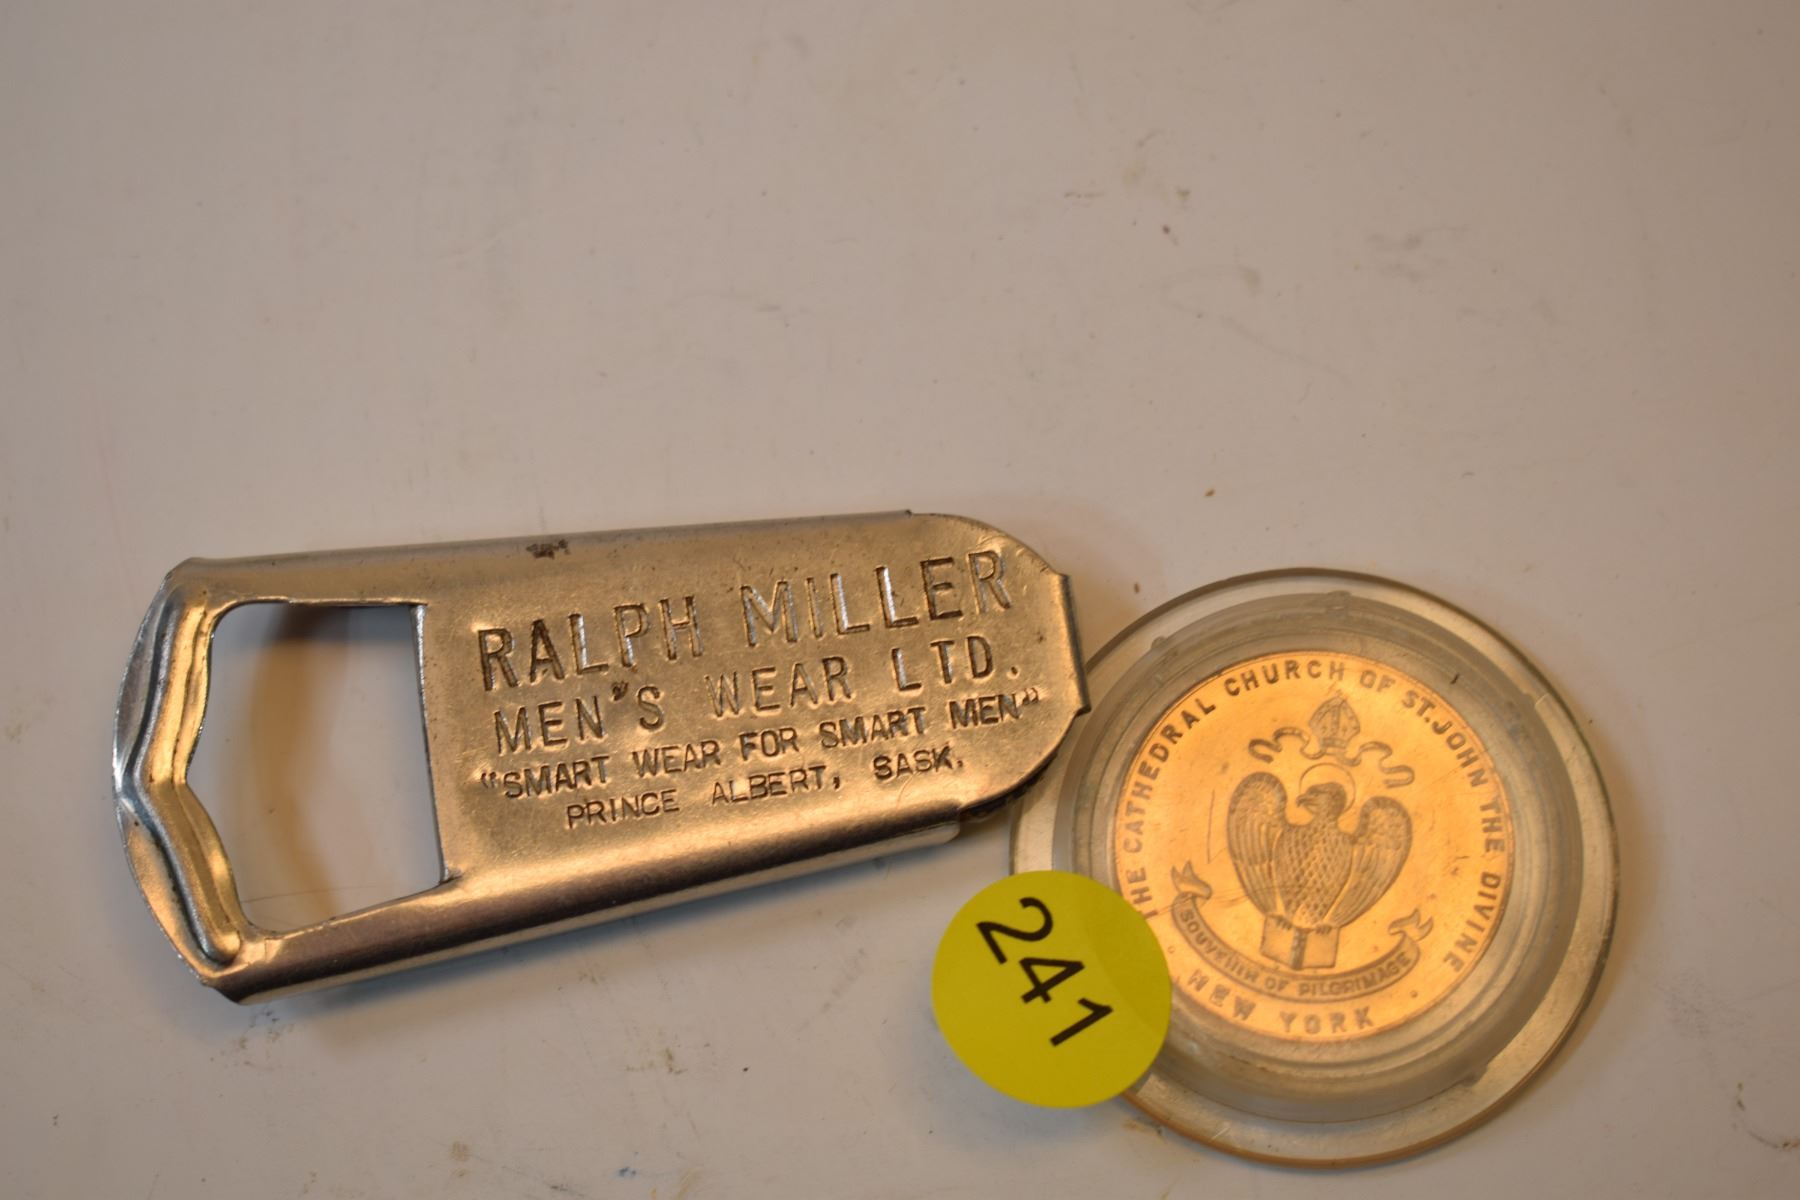 RALPH MILLER
MEN'S WEAR LTD.
"SMART WEAR FOR SMART MEN"
PRINCE ALBERT, SASK.
241
THE CATHEDRAL CHURCH OF ST. JOHN THE DIVINE
SOUVENIR OF PILGRIMAGE
NEW YORK